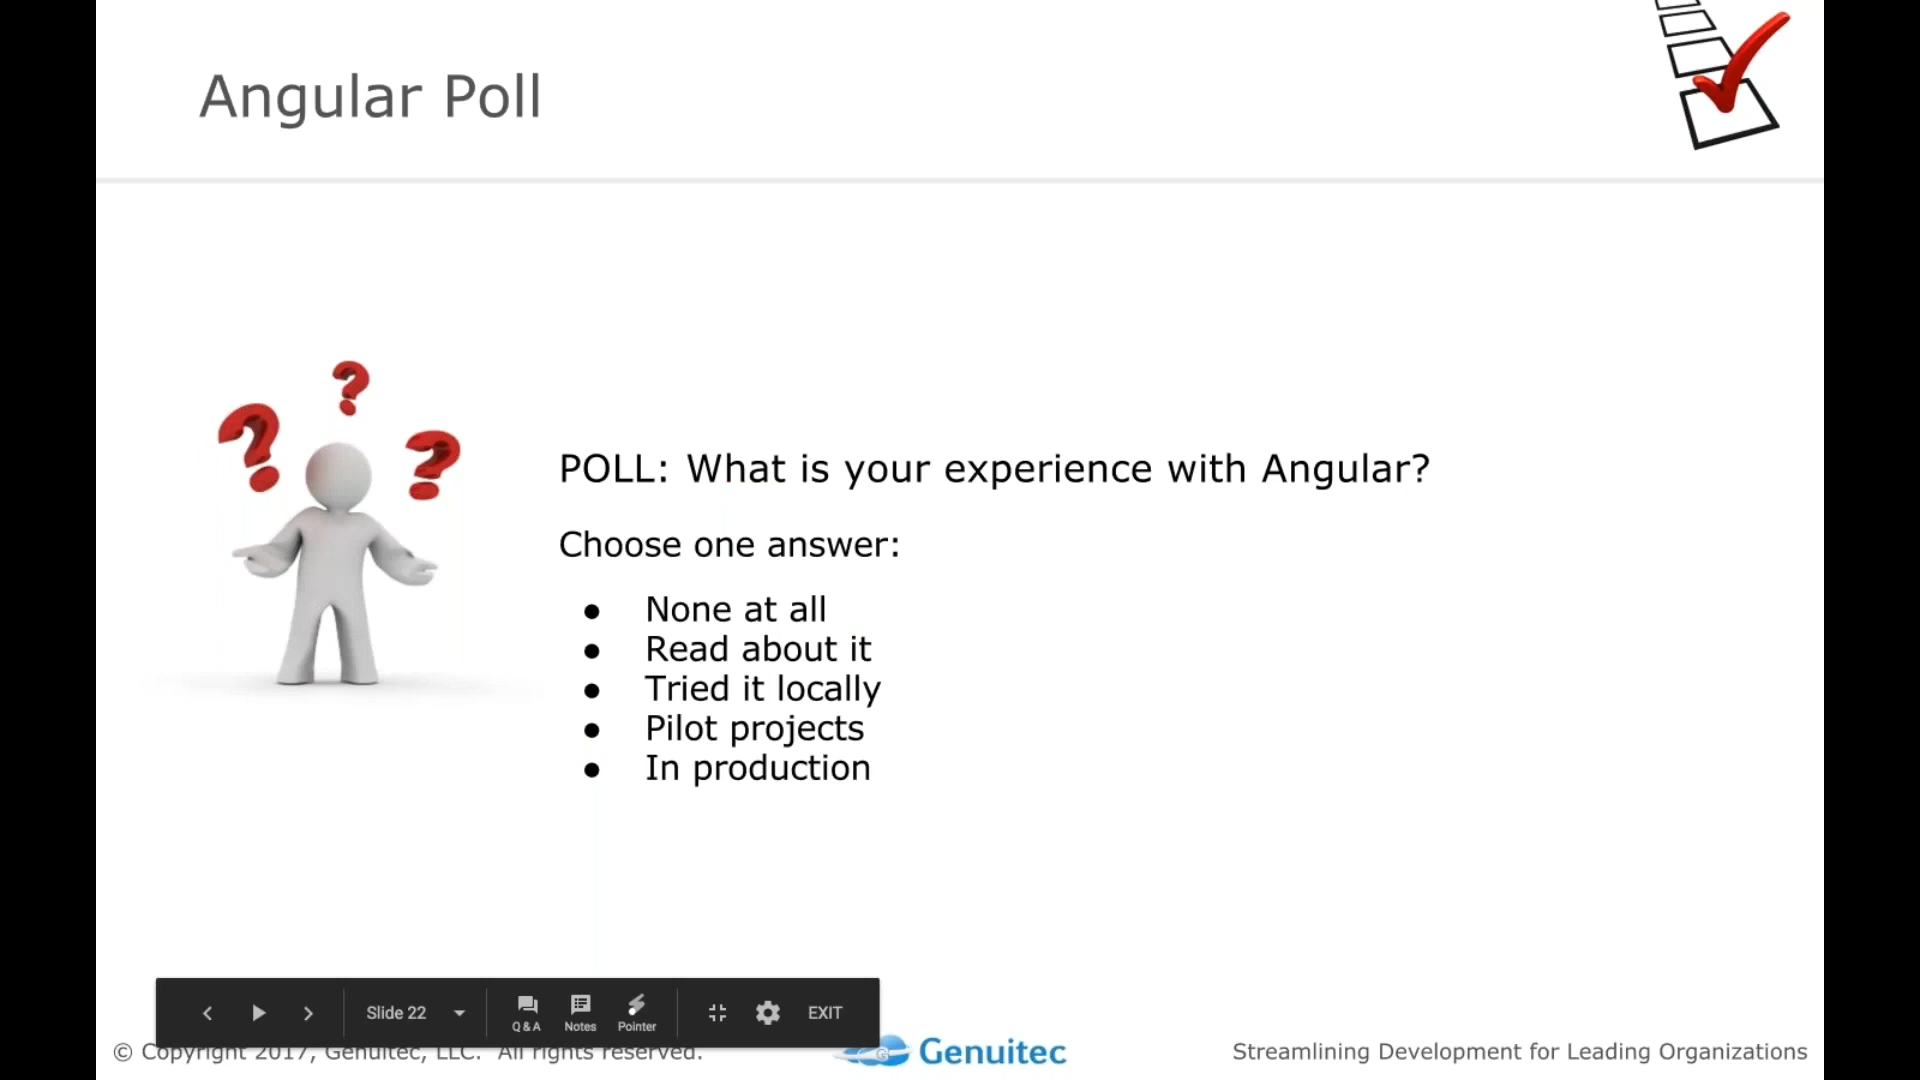 Angular Poll
POLL: What is your experience with Angular?
Choose one answer:
● None at all
● Read about it
● Tried it locally
● Pilot projects
● In production
Slide 22
Q & A
Notes
Pointer
EXIT
© Copyright 2017, Genuitec, LLC. All rights reserved.
Genuitec
Streamlining Development for Leading Organizations